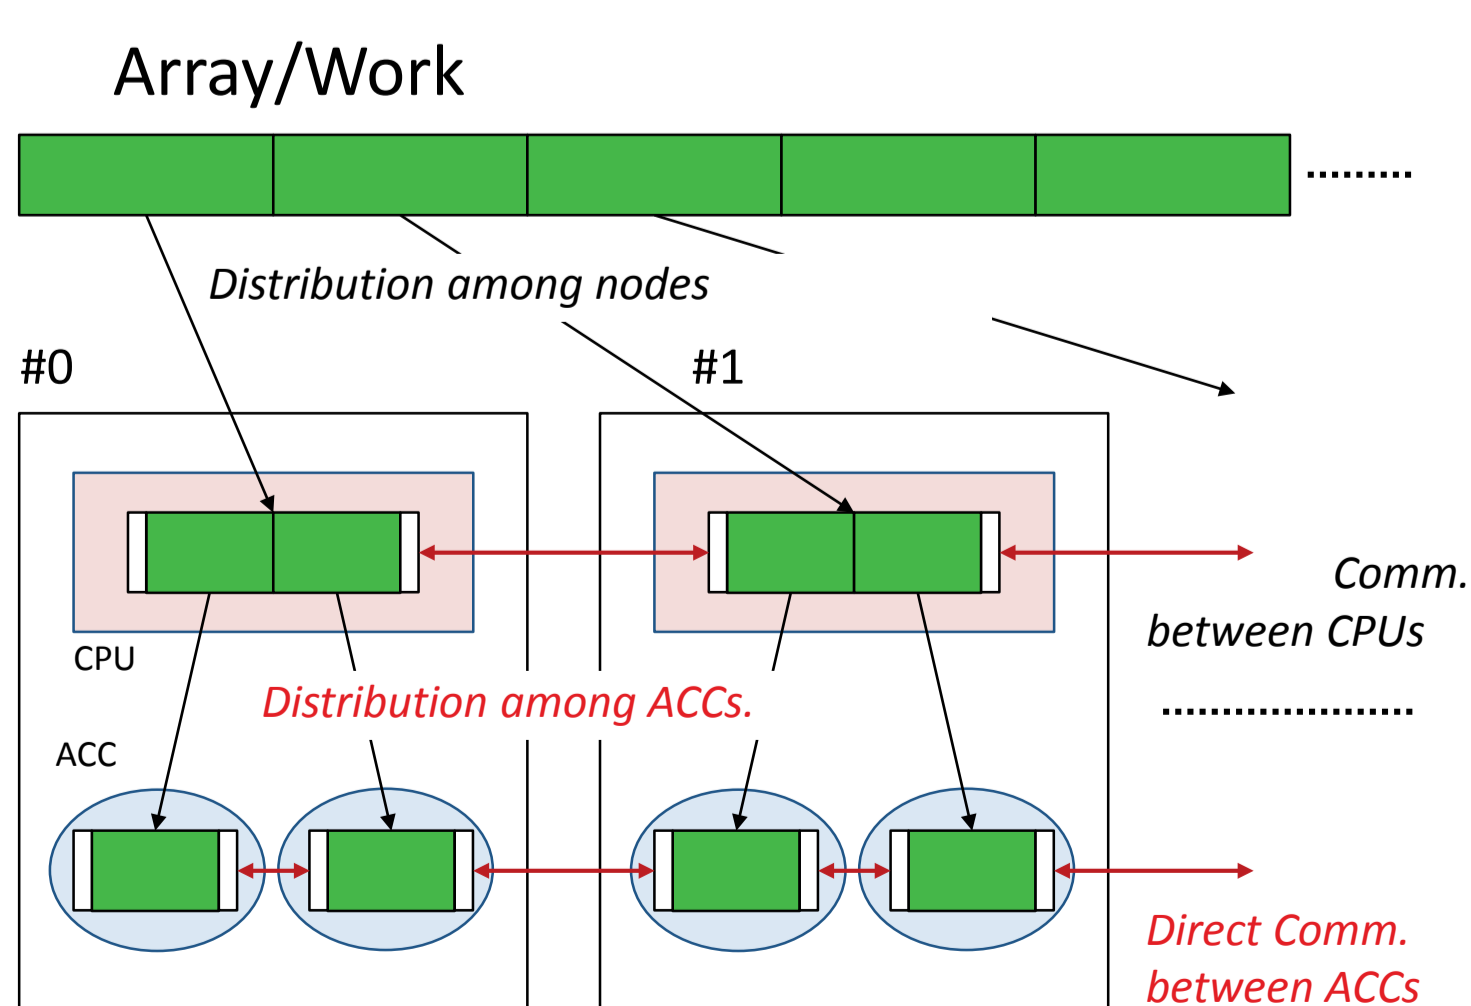 Array/Work
Distribution among nodes
#0
#1
Comm.
between CPUs
CPU
Distribution among ACCs.
ACC
Direct Comm.
between ACCs